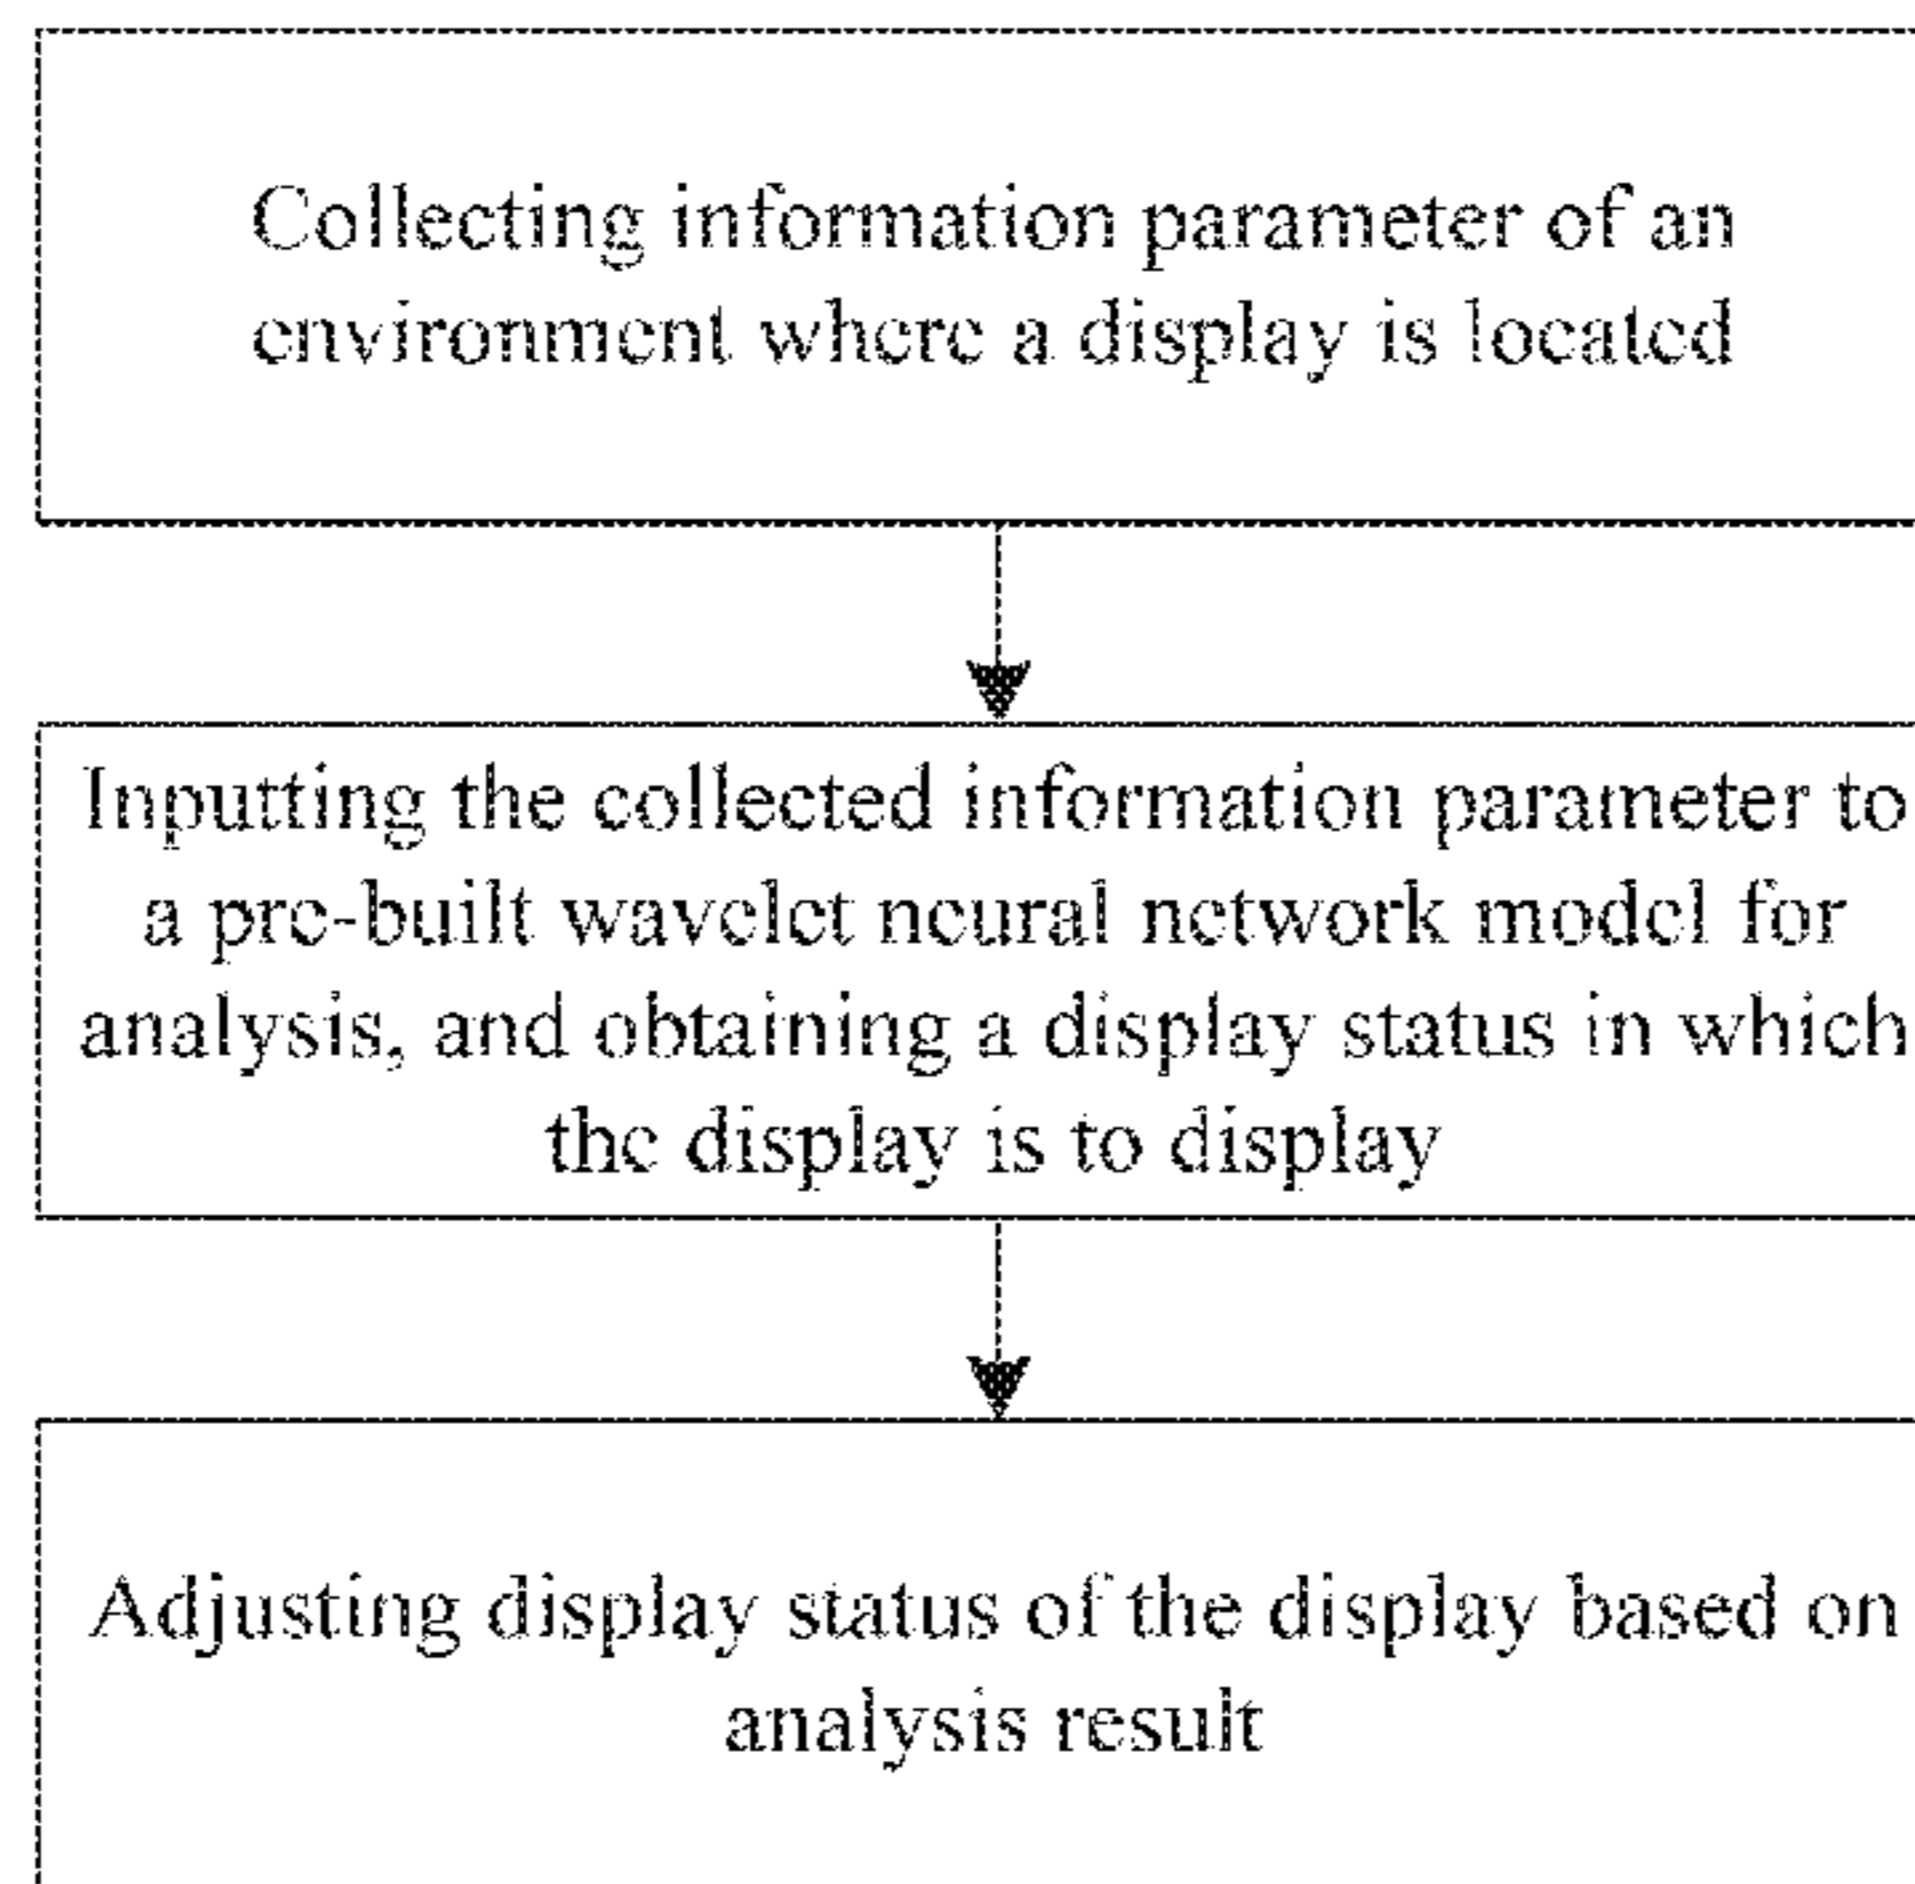 Collecting information parameter of an
environment where a display is located
Inputting the collected information parameter to
a pre-built wavelet neural network model for
analysis, and obtaining a display status in which
the display is to display
Adjusting display status of the display based on
analysis result